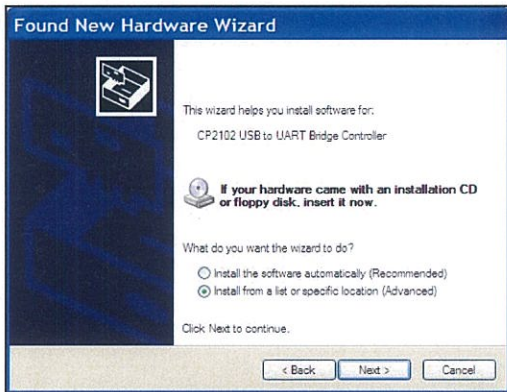 Found New Hardware Wizard
This wizard helps you install software for:
CP2102 USB to UART Bridge Controller
If your hardware came with an installation CD
or floppy disk, insert it now.
What do you want the wizard to do?
Install the software automatically (Recommended)
Install from a list or specific location (Advanced)
Click Next to continue.
< Back Next > Cancel